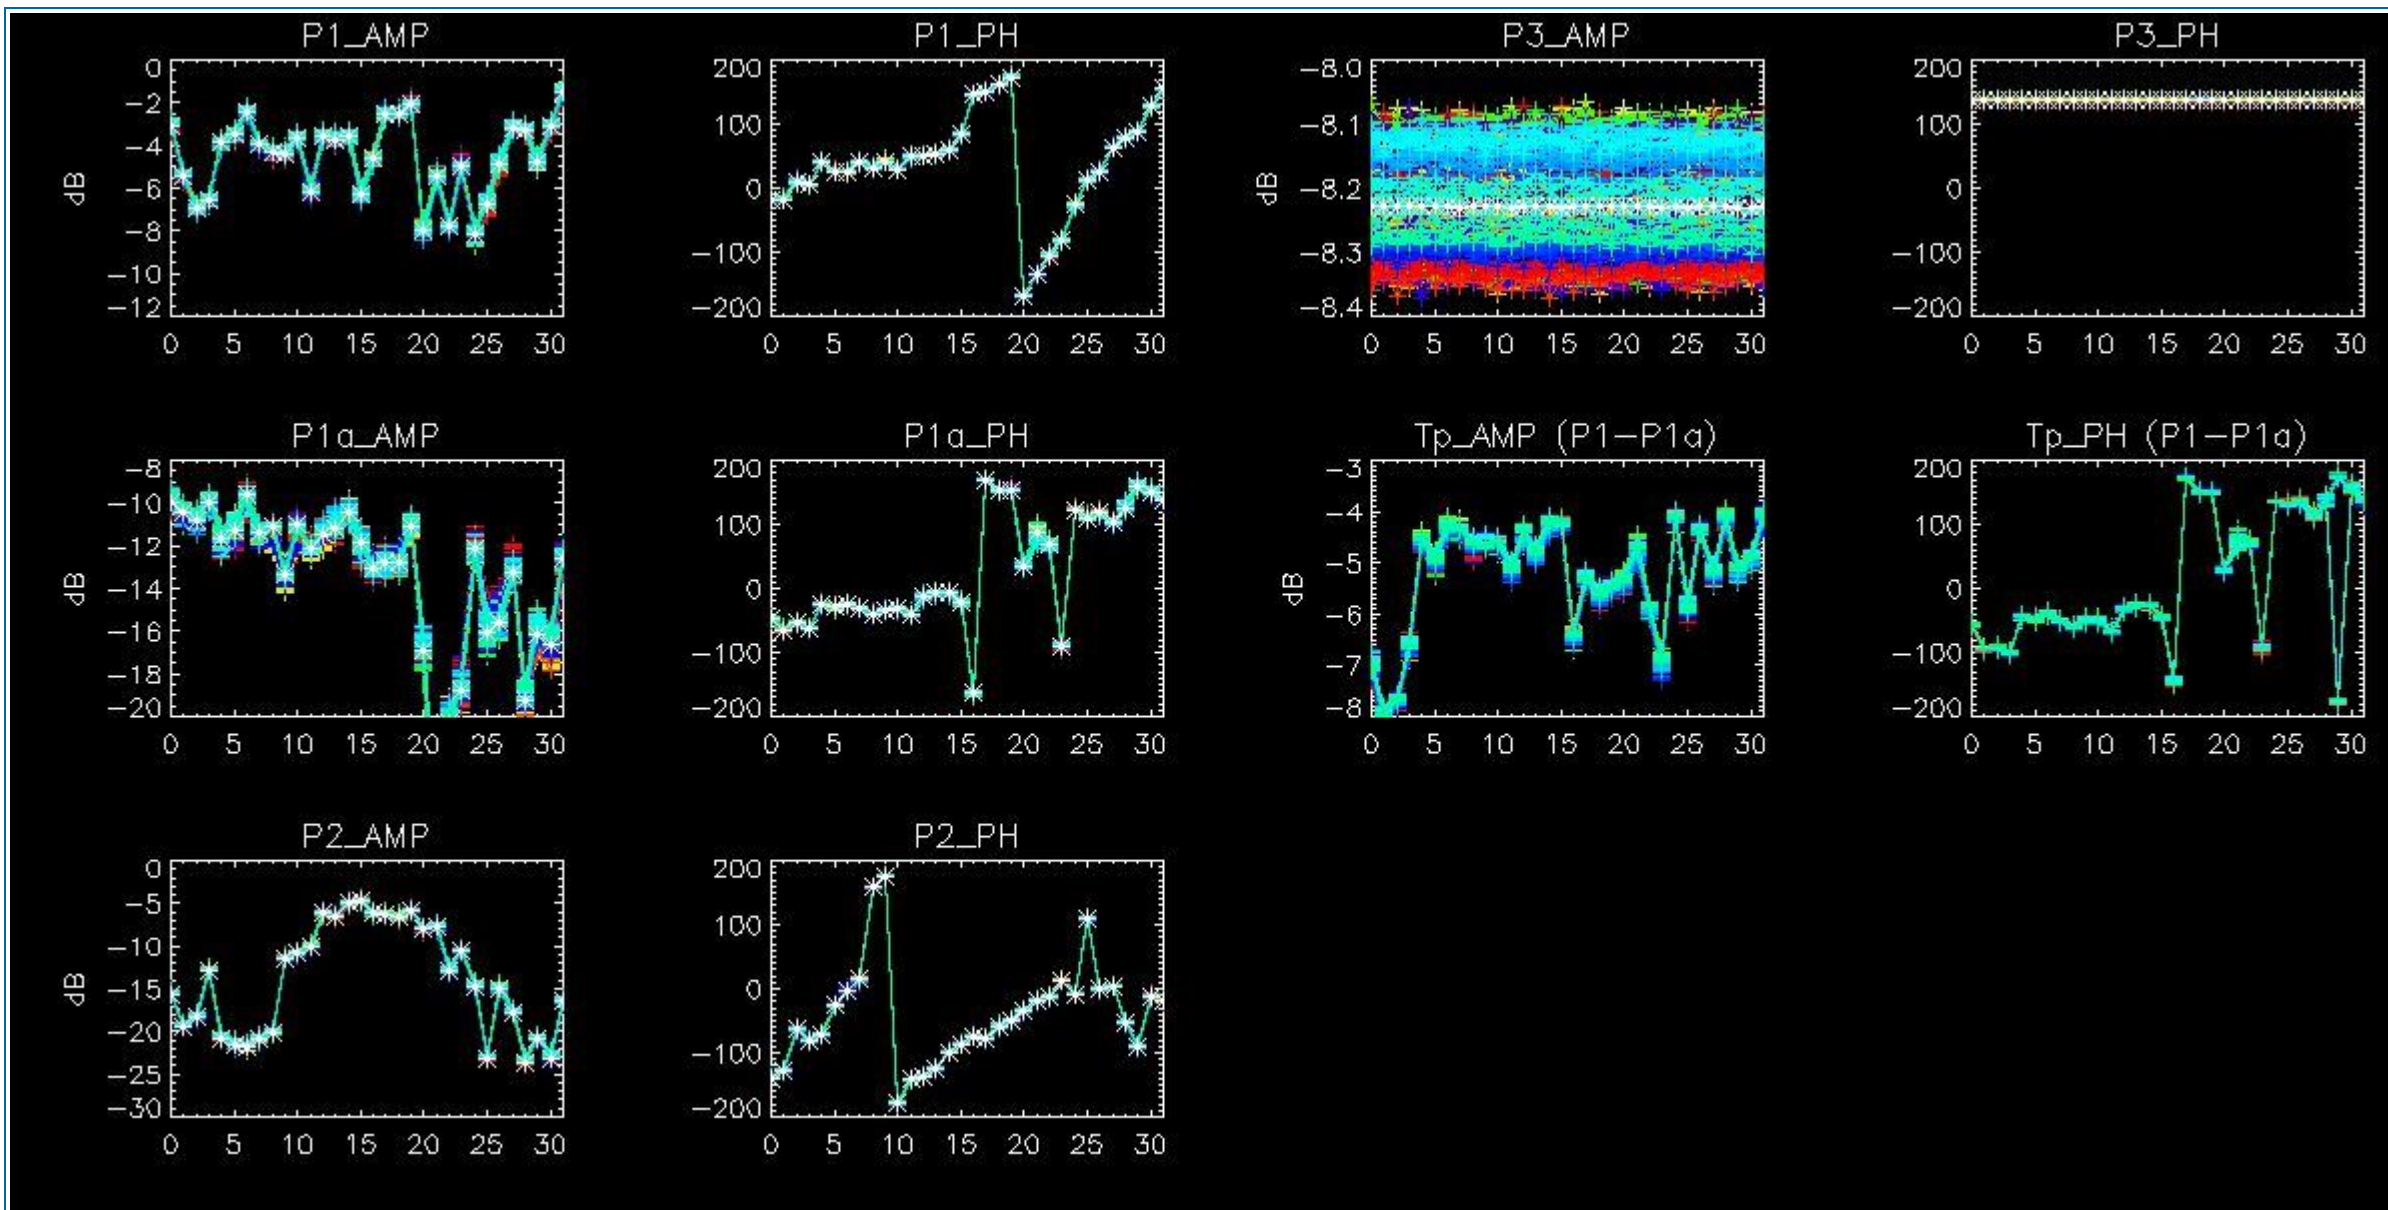 P1_AMP P1_PH P3_AMP P3_PH
0 200 −8.0 200
−2
−4 100 −8.1 100
dB −6 0 dB −8.2 0
−8
−10 −100 −8.3 −100
−12 −200 −8.4 −200
0 5 10 15 20 25 30 0 5 10 15 20 25 30 0 5 10 15 20 25 30 0 5 10 15 20 25 30
P1a_AMP P1a_PH Tp_AMP (P1−P1a) Tp_PH (P1−P1a)
−8 200 −3 200
−10 100 −4 100
−12
dB −14 0 dB −5 0
−16 −6
−18 −100 −7 −100
−20 −200 −8 −200
0 5 10 15 20 25 30 0 5 10 15 20 25 30 0 5 10 15 20 25 30 0 5 10 15 20 25 30
P2_AMP P2_PH
0 200
−5 100
−10
dB −15 0
−20 −100
−25
−30 −200
0 5 10 15 20 25 30 0 5 10 15 20 25 30